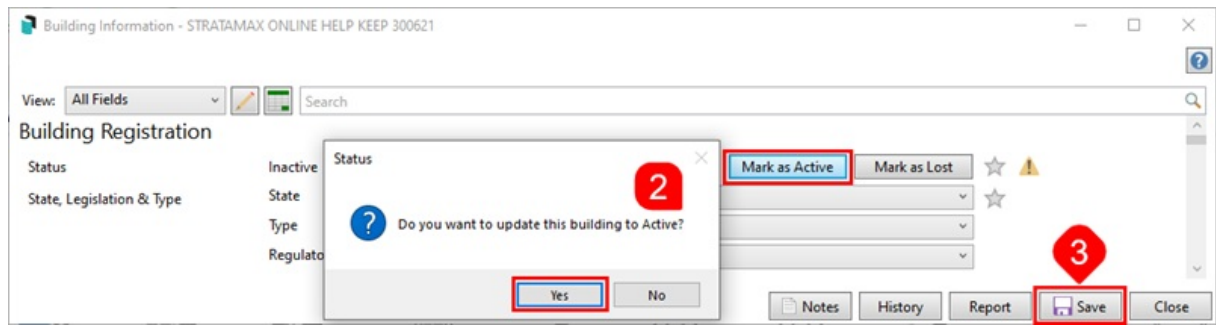 Building Information - STRATAMAX ONLINE HELP KEEP 300621
View: All Fields Search
Building Registration
Status Inactive Status Mark as Active Mark as Lost
2
State, Legislation & Type State
Do you want to update this building to Active?
Type
Regulato
3
Yes No
Notes History Report Save Close